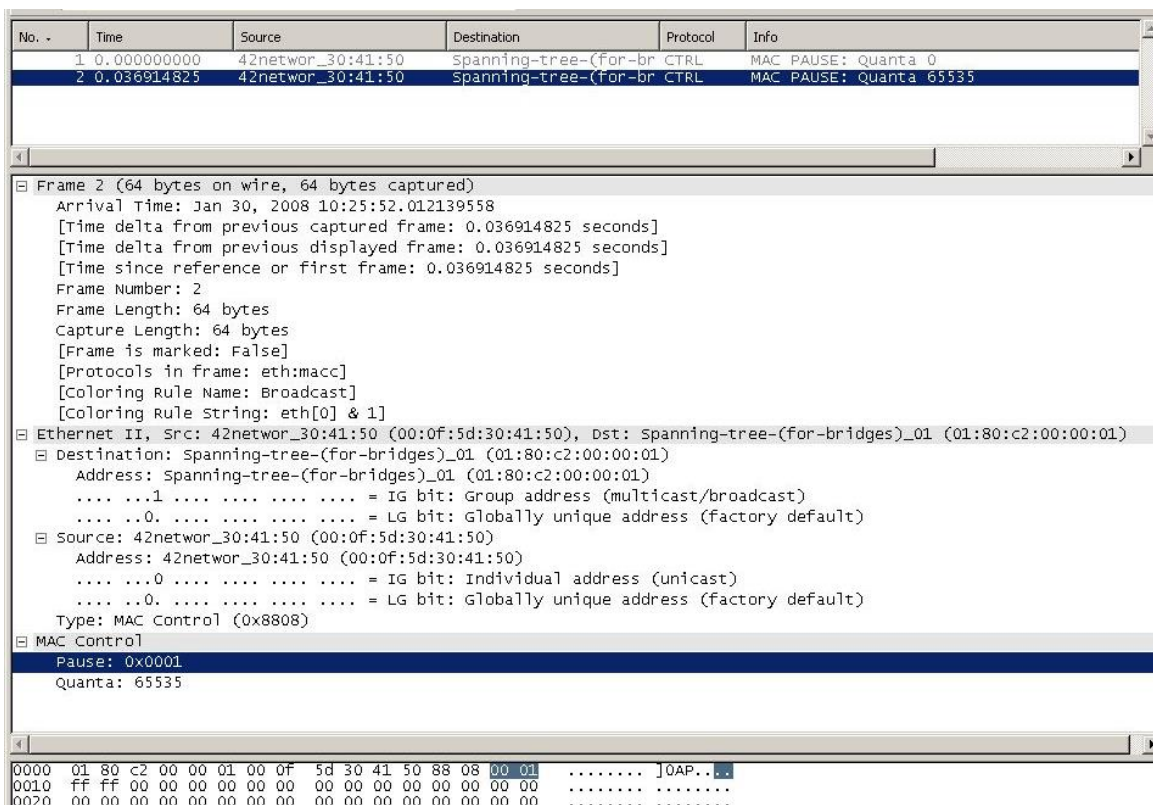 No. - Time Source Destination Protocol Info
1 0.000000000 42networ_30:41:50 Spanning-tree-(for-br CTRL MAC PAUSE: Quanta 0
2 0.036914825 42networ_30:41:50 Spanning-tree-(for-br CTRL MAC PAUSE: Quanta 65535
Frame 2 (64 bytes on wire, 64 bytes captured)
Arrival Time: Jan 30, 2008 10:25:52.012139558
[Time delta from previous captured frame: 0.036914825 seconds]
[Time delta from previous displayed frame: 0.036914825 seconds]
[Time since reference or first frame: 0.036914825 seconds]
Frame Number: 2
Frame Length: 64 bytes
Capture Length: 64 bytes
[Frame is marked: False]
[Protocols in frame: eth:macc]
[Coloring Rule Name: Broadcast]
[Coloring Rule String: eth[0] & 1]
Ethernet II, Src: 42networ_30:41:50 (00:0f:5d:30:41:50), Dst: Spanning-tree-(for-bridges)_01 (01:80:c2:00:00:01)
Destination: Spanning-tree-(for-bridges)_01 (01:80:c2:00:00:01)
Address: Spanning-tree-(for-bridges)_01 (01:80:c2:00:00:01)
.... ...1 .... .... .... .... = IG bit: Group address (multicast/broadcast)
.... ..0. .... .... .... .... = LG bit: Globally unique address (factory default)
Source: 42networ_30:41:50 (00:0f:5d:30:41:50)
Address: 42networ_30:41:50 (00:0f:5d:30:41:50)
.... ...0 .... .... .... .... = IG bit: Individual address (unicast)
.... ..0. .... .... .... .... = LG bit: Globally unique address (factory default)
Type: MAC Control (0x8808)
MAC Control
Pause: 0x0001
Quanta: 65535
0000 01 80 c2 00 00 01 00 0f 5d 30 41 50 88 08 00 01 ........ ]0AP....
0010 ff ff 00 00 00 00 00 00 00 00 00 00 00 00 00 00 ........ ........
0020 00 00 00 00 00 00 00 00 00 00 00 00 00 00 00 00 ........ ........